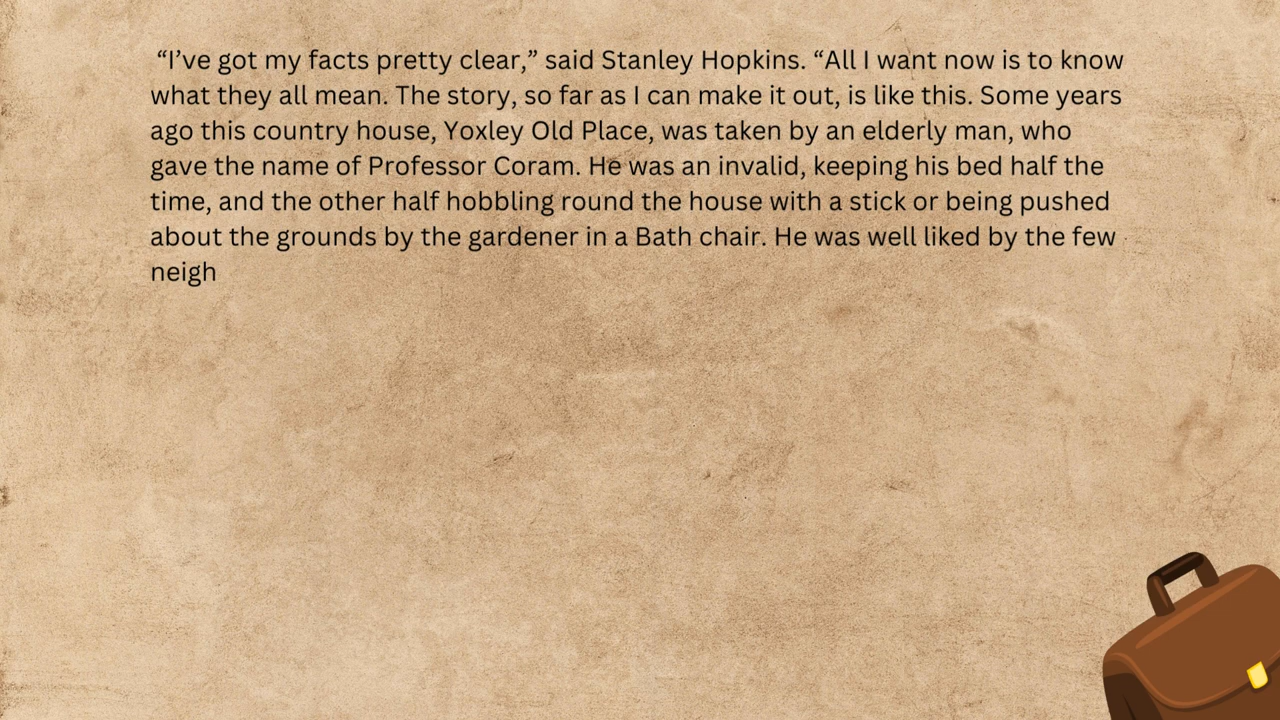 “I’ve got my facts pretty clear,” said Stanley Hopkins. “All I want now is to know
what they all mean. The story, so far as I can make it out, is like this. Some years
ago this country house, Yoxley Old Place, was taken by an elderly man, who
gave the name of Professor Coram. He was an invalid, keeping his bed half the
time, and the other half hobbling round the house with a stick or being pushed
about the grounds by the gardener in a Bath chair. He was well liked by the few
neigh